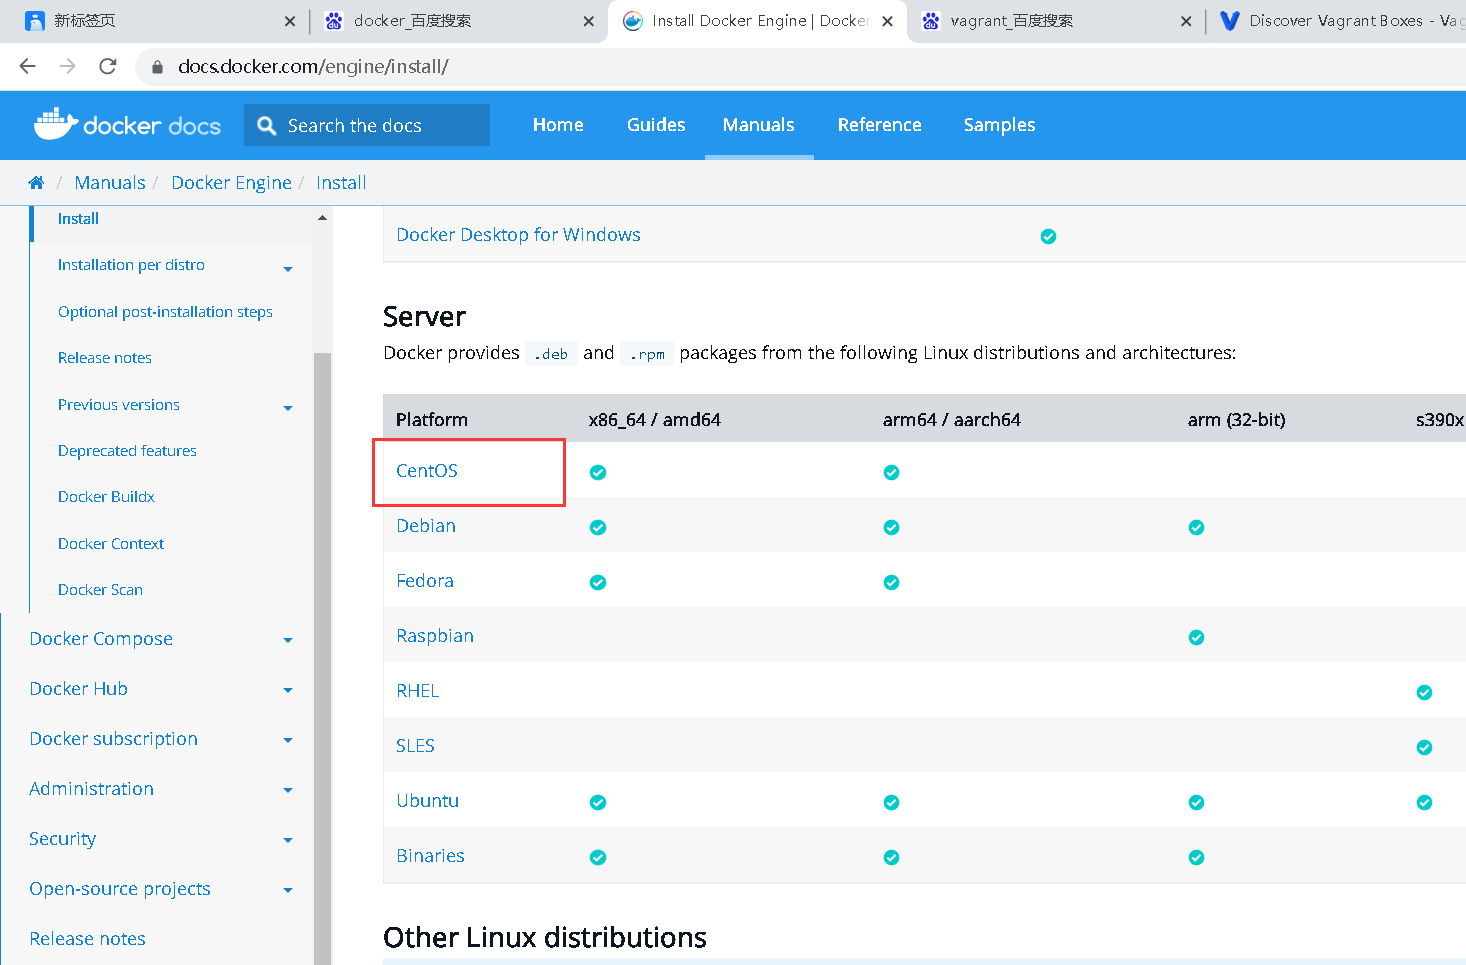 新标签页
docker_百度搜索
Install Docker Engine | Docker
vagrant_百度搜索
Discover Vagrant Boxes - Vag
docs.docker.com/engine/install/
docker docs
Search the docs
Home
Guides
Manuals
Reference
Samples
/ Manuals / Docker Engine / Install
Install
Installation per distro
Optional post-installation steps
Release notes
Previous versions
Deprecated features
Docker Buildx
Docker Context
Docker Scan
Docker Compose
Docker Hub
Docker subscription
Administration
Security
Open-source projects
Release notes
Docker Desktop for Windows
Server
Docker provides .deb and .rpm packages from the following Linux distributions and architectures:
Platform x86_64 / amd64 arm64 / aarch64 arm (32-bit) s390x
CentOS
Debian
Fedora
Raspbian
RHEL
SLES
Ubuntu
Binaries
Other Linux distributions